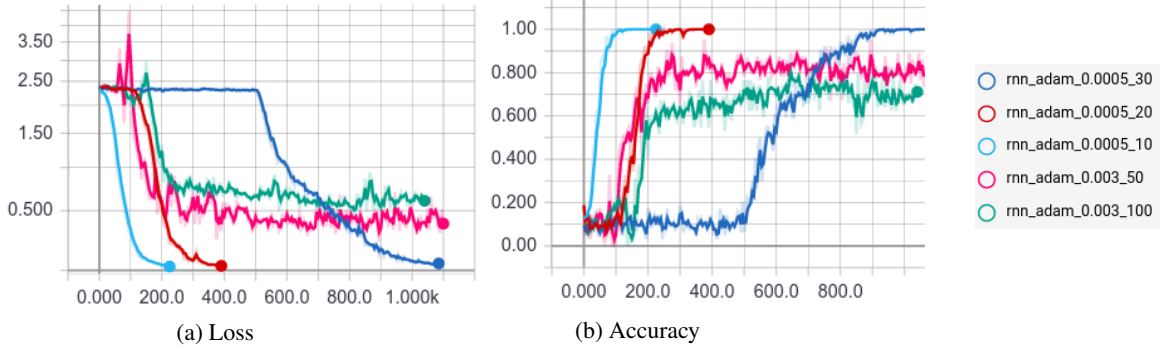 3.50
2.50
1.50
0.500
0.000 200.0 400.0 600.0 800.0 1.000k
(a) Loss
1.00
0.800
0.600
0.400
0.200
0.00
0.000 200.0 400.0 600.0 800.0
(b) Accuracy
rnn_adam_0.0005_30
rnn_adam_0.0005_20
rnn_adam_0.0005_10
rnn_adam_0.003_50
rnn_adam_0.003_100